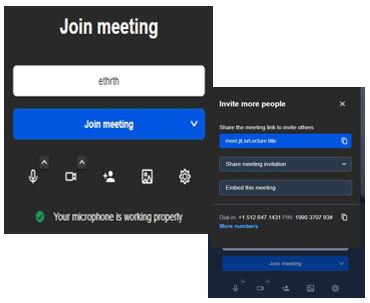 Join meeting
ethrth
Join meeting
Your microphone is working properly
Invite more people
Share the meeting link to invite others
meet.jit.si/Lecture title
Share meeting invitation
Embed this meeting
Dial-in: +1.512.647.1431 PIN: 1990 3707 93#
More numbers
Join meeting